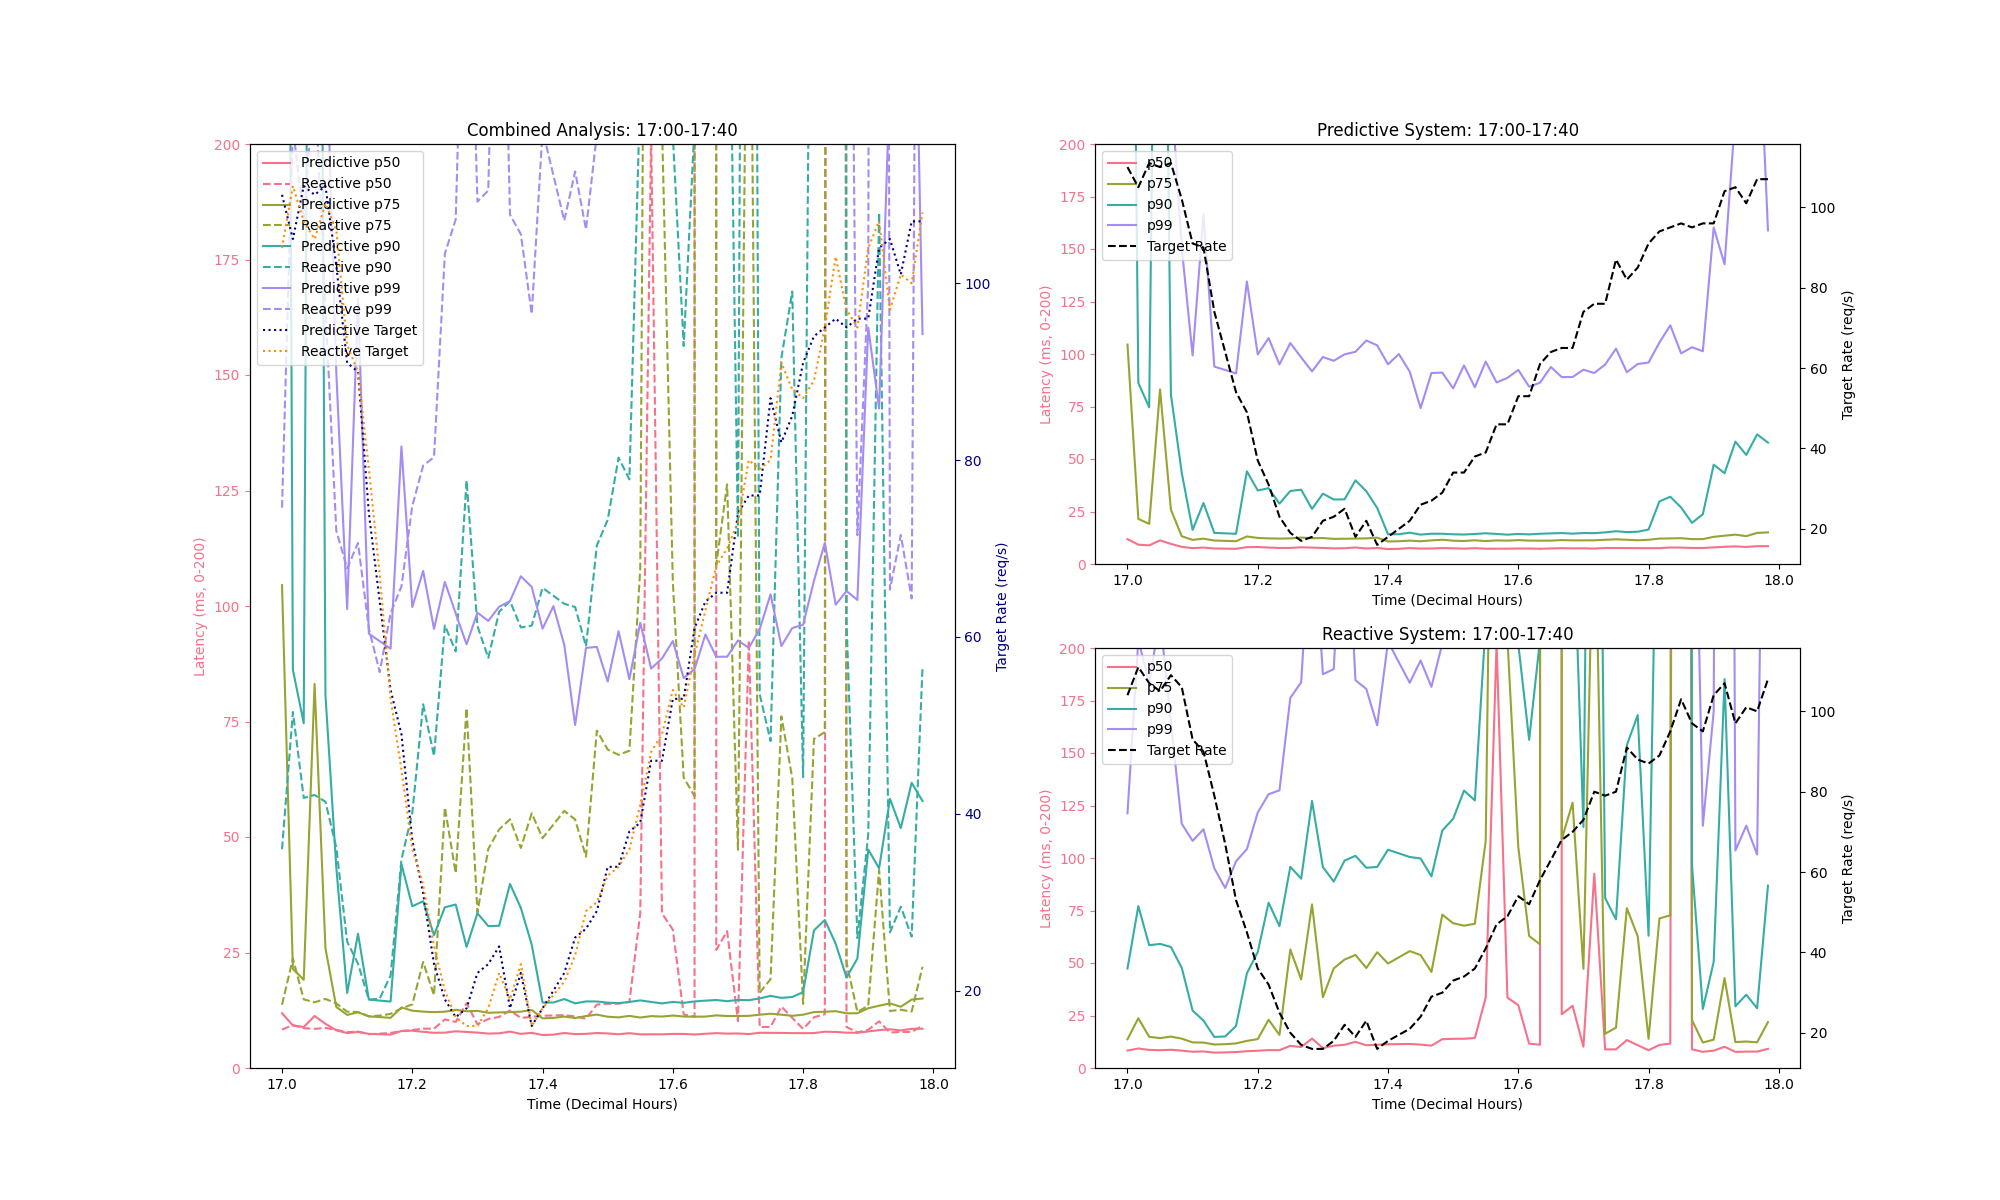 Combined Analysis: 17:00-17:40
200
175
150
125
100
75
50
25
0
Latency (ms, 0-200)
Predictive p50
Reactive p50
Predictive p75
Reactive p75
Predictive p90
Reactive p90
Predictive p99
Reactive p99
Predictive Target
Reactive Target
100
80
60
40
20
Target Rate (req/s)
17.0 17.2 17.4 17.6 17.8 18.0
Time (Decimal Hours)
Predictive System: 17:00-17:40
200
175
150
125
100
75
50
25
0
Latency (ms, 0-200)
p50
p75
p90
p99
Target Rate
100
80
60
40
20
Target Rate (req/s)
17.0 17.2 17.4 17.6 17.8 18.0
Time (Decimal Hours)
Reactive System: 17:00-17:40
200
175
150
125
100
75
50
25
0
Latency (ms, 0-200)
p50
p75
p90
p99
Target Rate
100
80
60
40
20
Target Rate (req/s)
17.0 17.2 17.4 17.6 17.8 18.0
Time (Decimal Hours)